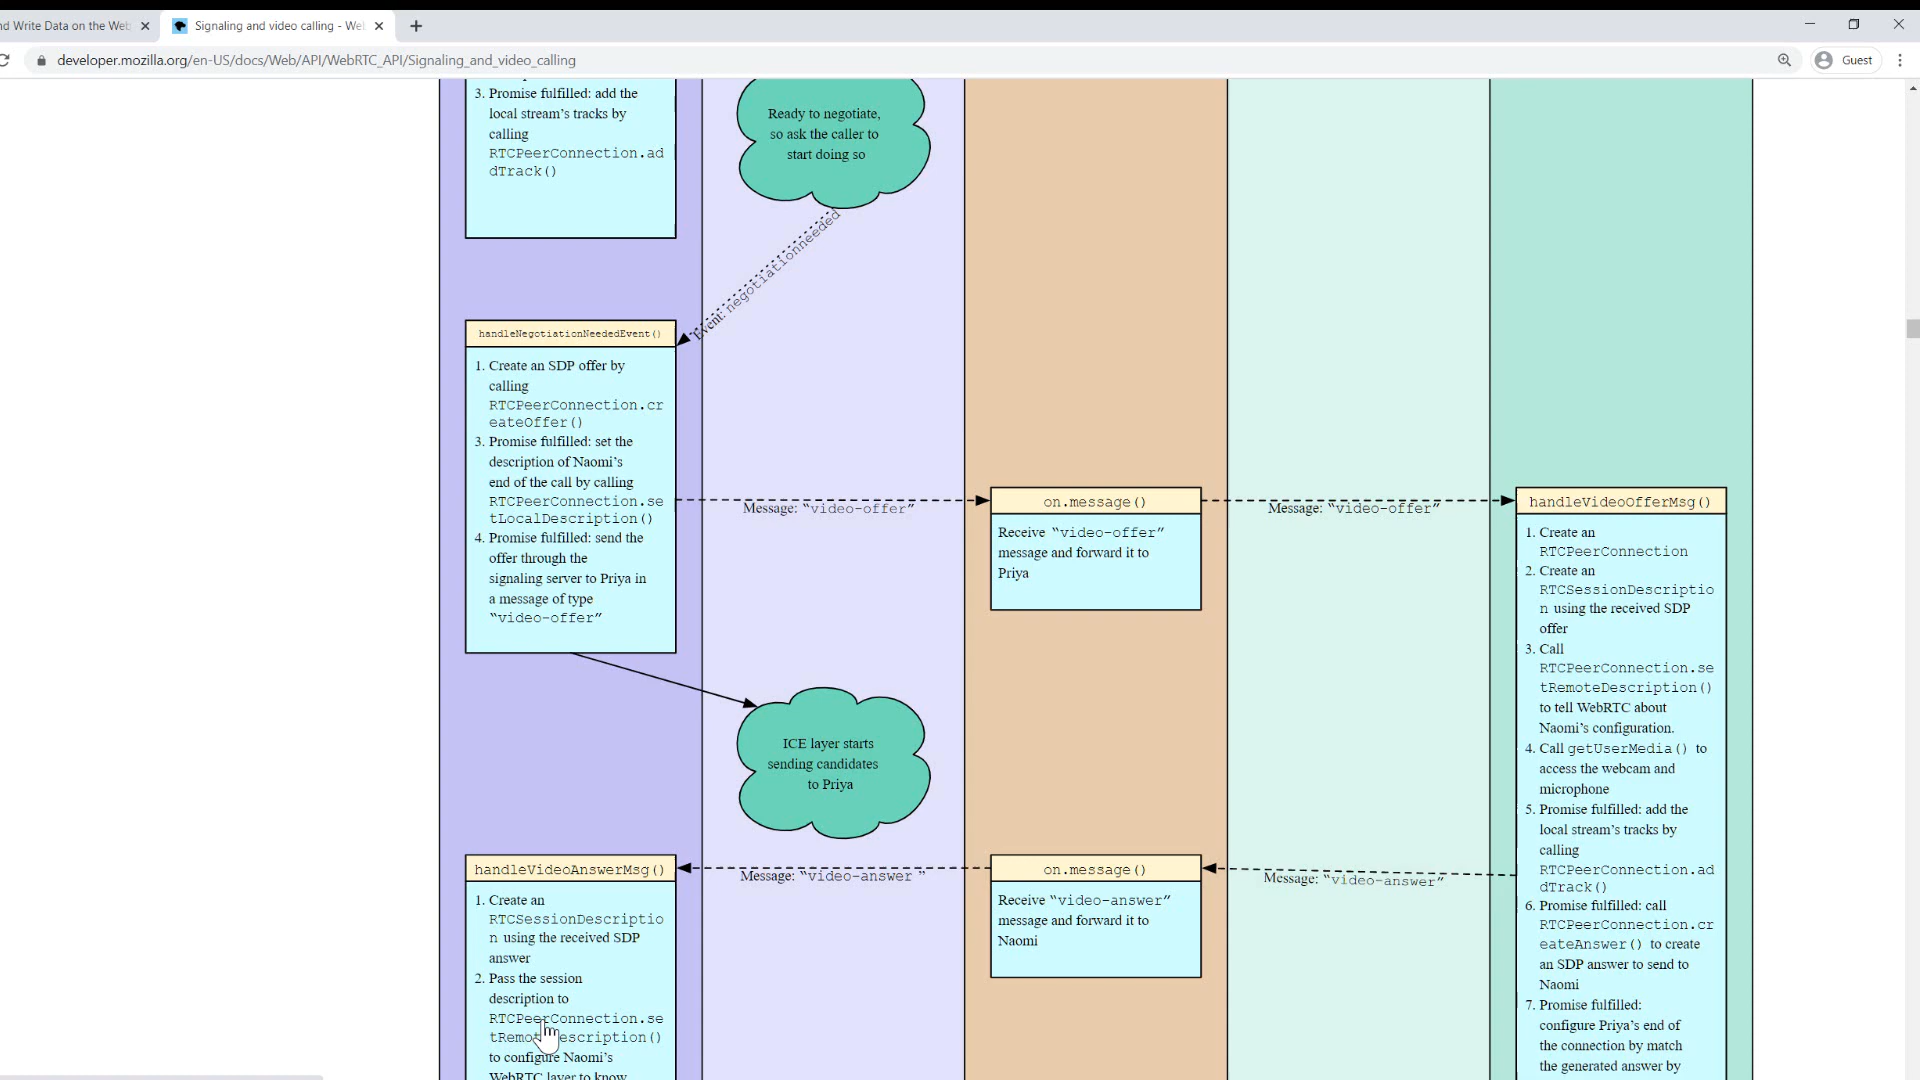 nd Write Data on the Web
Signaling and video calling - We
developer.mozilla.org/en-US/docs/Web/API/WebRTC_API/Signaling_and_video_calling
Guest
3. Promise fulfilled: add the
local stream's tracks by
calling
RTCPeerConnection.ad
dTrack()
Ready to negotiate,
so ask the caller to
start doing so
Event: negotiationneeded
handleNegotiationNeededEvent()
1. Create an SDP offer by
calling
RTCPeerConnection.cr
eateOffer()
3. Promise fulfilled: set the
description of Naomi's
end of the call by calling
RTCPeerConnection.se
tLocalDescription()
4. Promise fulfilled: send the
offer through the
signaling server to Priya in
a message of type
“video-offer”
Message: “video-offer”
on.message()
Receive “video-offer”
message and forward it to
Priya
Message: “video-offer”
handleVideoOfferMsg()
1. Create an
RTCPeerConnection
2. Create an
RTCSessionDescriptio
n using the received SDP
offer
3. Call
RTCPeerConnection.se
tRemoteDescription()
to tell WebRTC about
Naomi's configuration.
4. Call getUserMedia() to
access the webcam and
microphone
5. Promise fulfilled: add the
local stream's tracks by
calling
RTCPeerConnection.ad
dTrack()
6. Promise fulfilled: call
RTCPeerConnection.cr
eateAnswer() to create
an SDP answer to send to
Naomi
7. Promise fulfilled:
configure Priya's end of
the connection by match
the generated answer by
ICE layer starts
sending candidates
to Priya
Message: “video-answer”
on.message()
Receive “video-answer”
message and forward it to
Naomi
Message: “video-answer ”
handleVideoAnswerMsg()
1. Create an
RTCSessionDescriptio
n using the received SDP
answer
2. Pass the session
description to
RTCPeerConnection.se
tRemoteDescription()
to configure Naomi's
WebRTC layer to know